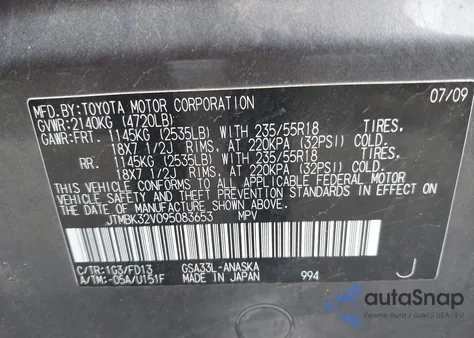 MFD.BY:TOYOTA MOTOR CORPORATION 07/09
GVWR:2140KG (4720LB)
GAWR:FRT. 1145KG (2535LB) WITH 235/55R18 TIRES,
18X7 1/2J RIMS, AT 220KPA (32PSI) COLD.
RR. 1145KG (2535LB) WITH 235/55R18 TIRES,
18X7 1/2J RIMS, AT 220KPA (32PSI) COLD.
THIS VEHICLE CONFORMS TO ALL APPLICABLE FEDERAL MOTOR
VEHICLE SAFETY AND THEFT PREVENTION STANDARDS IN EFFECT
ON THE DATE OF MANUFACTURE SHOWN ABOVE.
JTMBK32V095083653 MPV
C/TR:1G3/FD13 GSA33L-ANASKA
A/TM:-05A/U151F MADE IN JAPAN 994 J
autoSnap
www.autosnap.cc